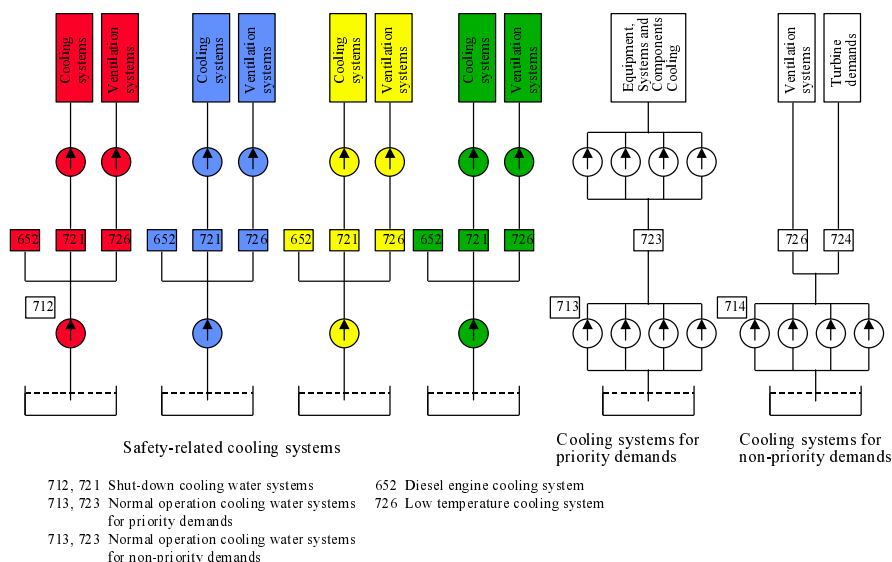 Cooling
systems
Ventilation
systems
Cooling
systems
Ventilation
systems
Cooling
systems
Ventilation
systems
Cooling
systems
Ventilation
systems
Equipment,
Systems and
Components
Cooling
Ventilation
systems
Turbine
demands
652
721
726
652
721
726
652
721
726
652
721
726
723
726
724
712
713
714
Safety-related cooling systems
Cooling systems for
priority demands
Cooling systems for
non-priority demands
712, 721 Shut-down cooling water systems
713, 723 Normal operation cooling water systems
for priority demands
713, 723 Normal operation cooling water systems
for non-priority demands
652 Diesel engine cooling system
726 Low temperature cooling system